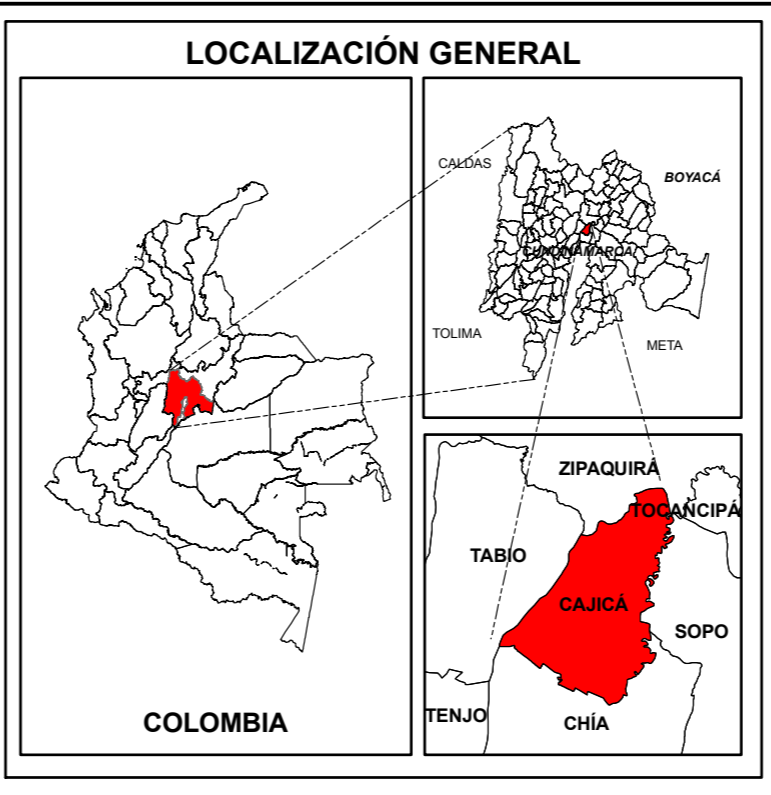 LOCALIZACIÓN GENERAL
COLOMBIA
CALDAS
BOYACÁ
CUNDINAMARCA
TOLIMA
META
ZIPAQUIRÁ
TOCANCIPÁ
TABIO
CAJICÁ
SOPO
TENJO
CHÍA